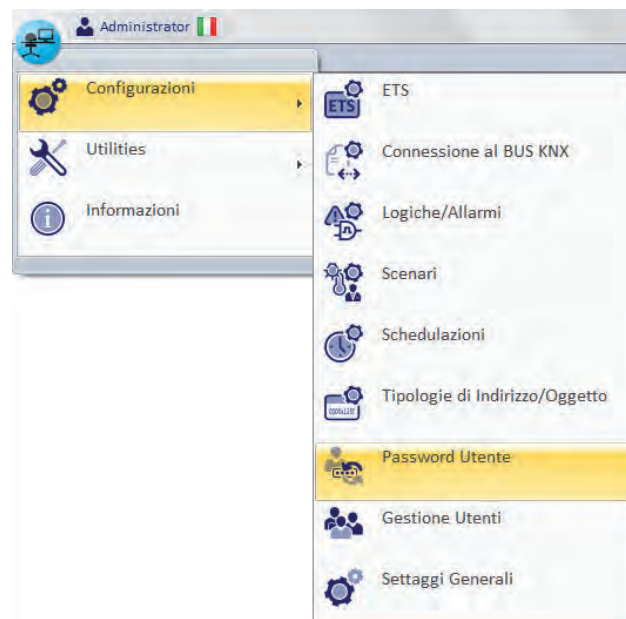 Administrator
Configurazioni
Utilities
Informazioni
ETS
ETS
Connessione al BUS KNX
Logiche/Allarmi
Scenari
Schedulazioni
Tipologie di Indirizzo/Oggetto
Password Utente
Gestione Utenti
Settaggi Generali